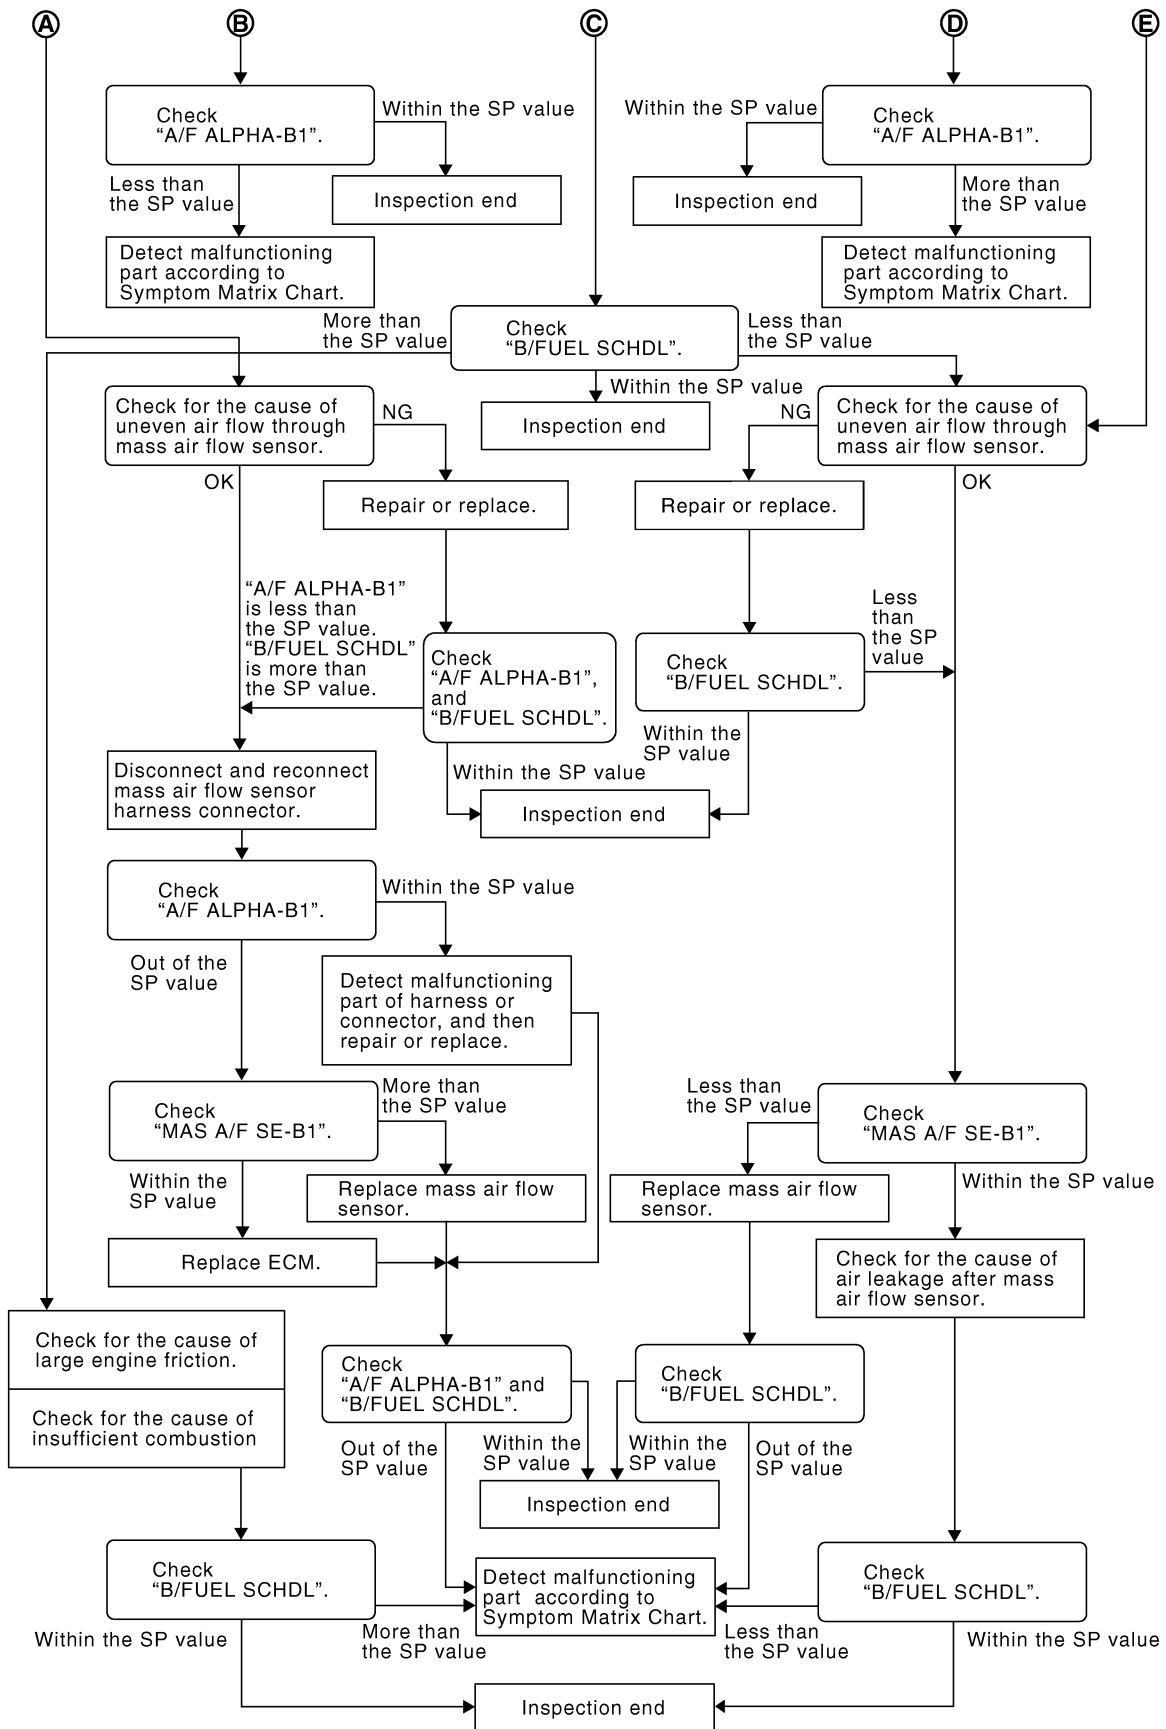 A
B
C
D
E
Check
“A/F ALPHA-B1”.
Within the SP value
Less than
the SP value
Inspection end
Detect malfunctioning
part according to
Symptom Matrix Chart.
Within the SP value
Check
“A/F ALPHA-B1”.
Inspection end
More than
the SP value
Detect malfunctioning
part according to
Symptom Matrix Chart.
More than
the SP value
Check
“B/FUEL SCHDL”.
Less than
the SP value
Within the SP value
Inspection end
Check for the cause of
uneven air flow through
mass air flow sensor.
NG
OK
Repair or replace.
NG
Check for the cause of
uneven air flow through
mass air flow sensor.
OK
Repair or replace.
“A/F ALPHA-B1”
is less than
the SP value.
“B/FUEL SCHDL”
is more than
the SP value.
Check
“A/F ALPHA-B1”,
and
“B/FUEL SCHDL”.
Within the SP value
Check
“B/FUEL SCHDL”.
Less
than
the SP
value
Within the
SP value
Inspection end
Disconnect and reconnect
mass air flow sensor
harness connector.
Check
“A/F ALPHA-B1”.
Within the SP value
Out of the
SP value
Detect malfunctioning
part of harness or
connector, and then
repair or replace.
Check
“MAS A/F SE-B1”.
More than
the SP value
Within the
SP value
Replace mass air flow
sensor.
Replace ECM.
Less than
the SP value
Check
“MAS A/F SE-B1”.
Within the SP value
Replace mass air flow
sensor.
Check for the cause of
air leakage after mass
air flow sensor.
Check for the cause of
large engine friction.
Check for the cause of
insufficient combustion
Check
“A/F ALPHA-B1” and
“B/FUEL SCHDL”.
Out of the
SP value
Within the
SP value
Check
“B/FUEL SCHDL”.
Within the
SP value
Out of the
SP value
Inspection end
Check
“B/FUEL SCHDL”.
Within the SP value
More than
the SP value
Detect malfunctioning
part  according to
Symptom Matrix Chart.
Check
“B/FUEL SCHDL”.
Less than
the SP value
Within the SP value
Inspection end